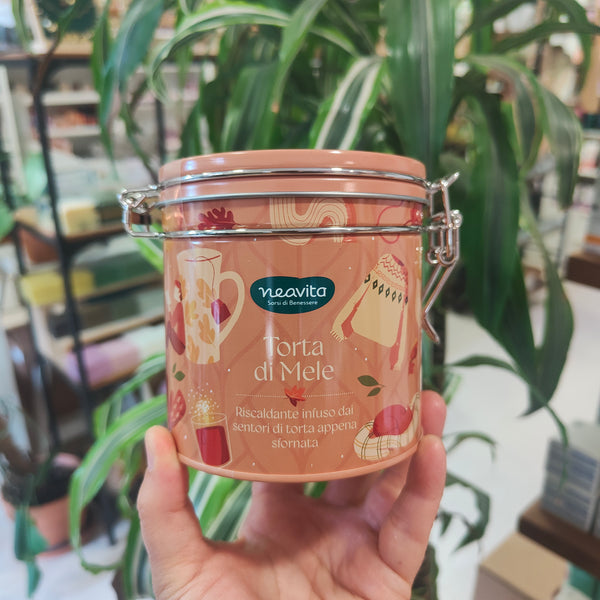 neavita
Sorsi di Benessere
Torta
di Mele
Riscaldante infuso dai
sentori di torta appena
sfornata